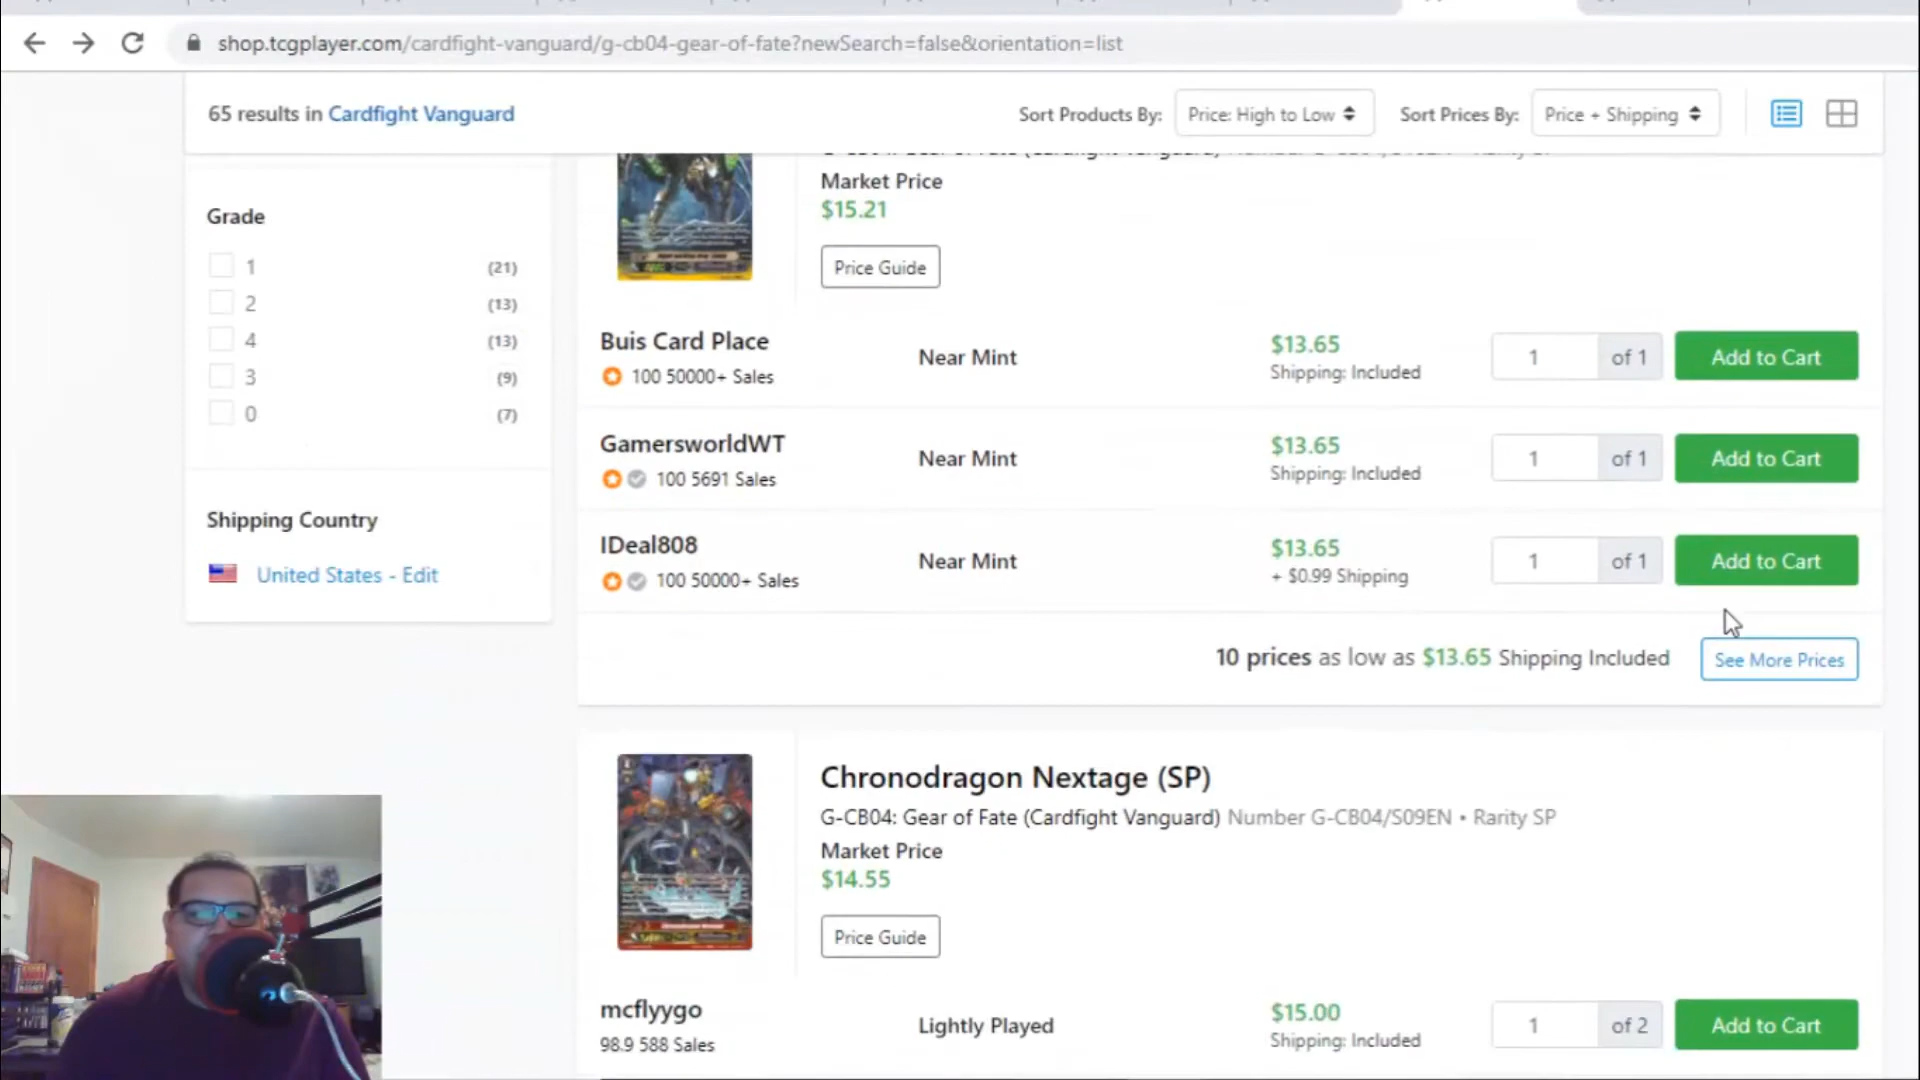 shop.tcgplayer.com/cardfight-vanguard/g-cb04-gear-of-fate?newSearch=false&orientation=list
65 results in Cardfight Vanguard
Sort Products By:
Price: High to Low
Sort Prices By:
Price + Shipping
Grade
1 (21)
2 (13)
4 (13)
3 (9)
0 (7)
Shipping Country
United States - Edit
Market Price
$15.21
Price Guide
Buis Card Place
100 50000+ Sales
Near Mint
$13.65
Shipping: Included
1 of 1
Add to Cart
GamersworldWT
100 5691 Sales
Near Mint
$13.65
Shipping: Included
1 of 1
Add to Cart
IDeal808
100 50000+ Sales
Near Mint
$13.65
+ $0.99 Shipping
1 of 1
Add to Cart
10 prices as low as $13.65 Shipping Included
See More Prices
Chronodragon Nextage (SP)
G-CB04: Gear of Fate (Cardfight Vanguard) Number G-CB04/S09EN • Rarity SP
Market Price
$14.55
Price Guide
mcflyygo
98.9 588 Sales
Lightly Played
$15.00
Shipping: Included
1 of 2
Add to Cart